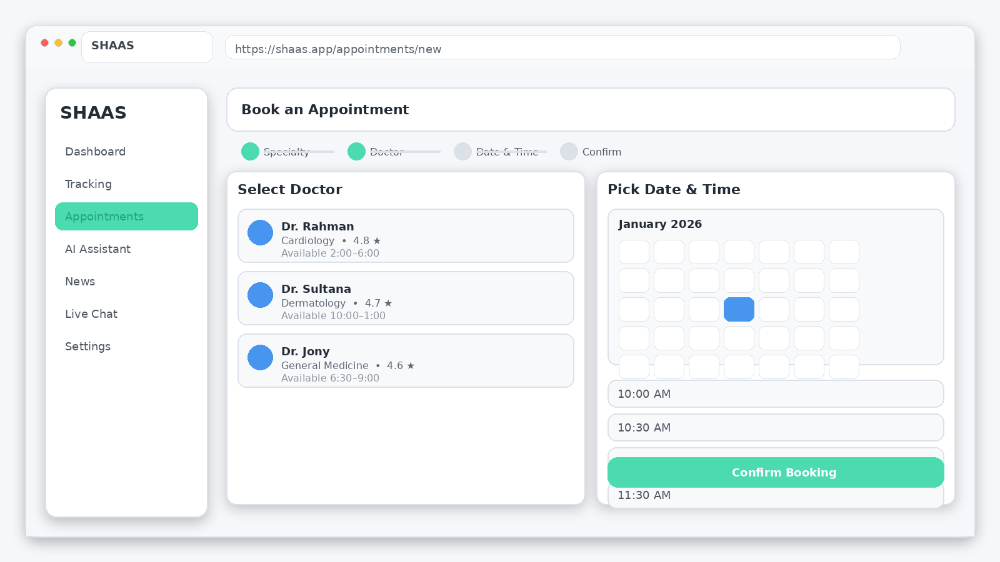 SHAAS
https://shaas.app/appointments/new
SHAAS
Dashboard
Tracking
Appointments
AI Assistant
News
Live Chat
Settings
Book an Appointment
Specialty
Doctor
Date & Time
Confirm
Select Doctor
Dr. Rahman
Cardiology • 4.8 ★
Available 2:00–6:00
Dr. Sultana
Dermatology • 4.7 ★
Available 10:00–1:00
Dr. Jony
General Medicine • 4.6 ★
Available 6:30–9:00
Pick Date & Time
January 2026
10:00 AM
10:30 AM
Confirm Booking
11:30 AM